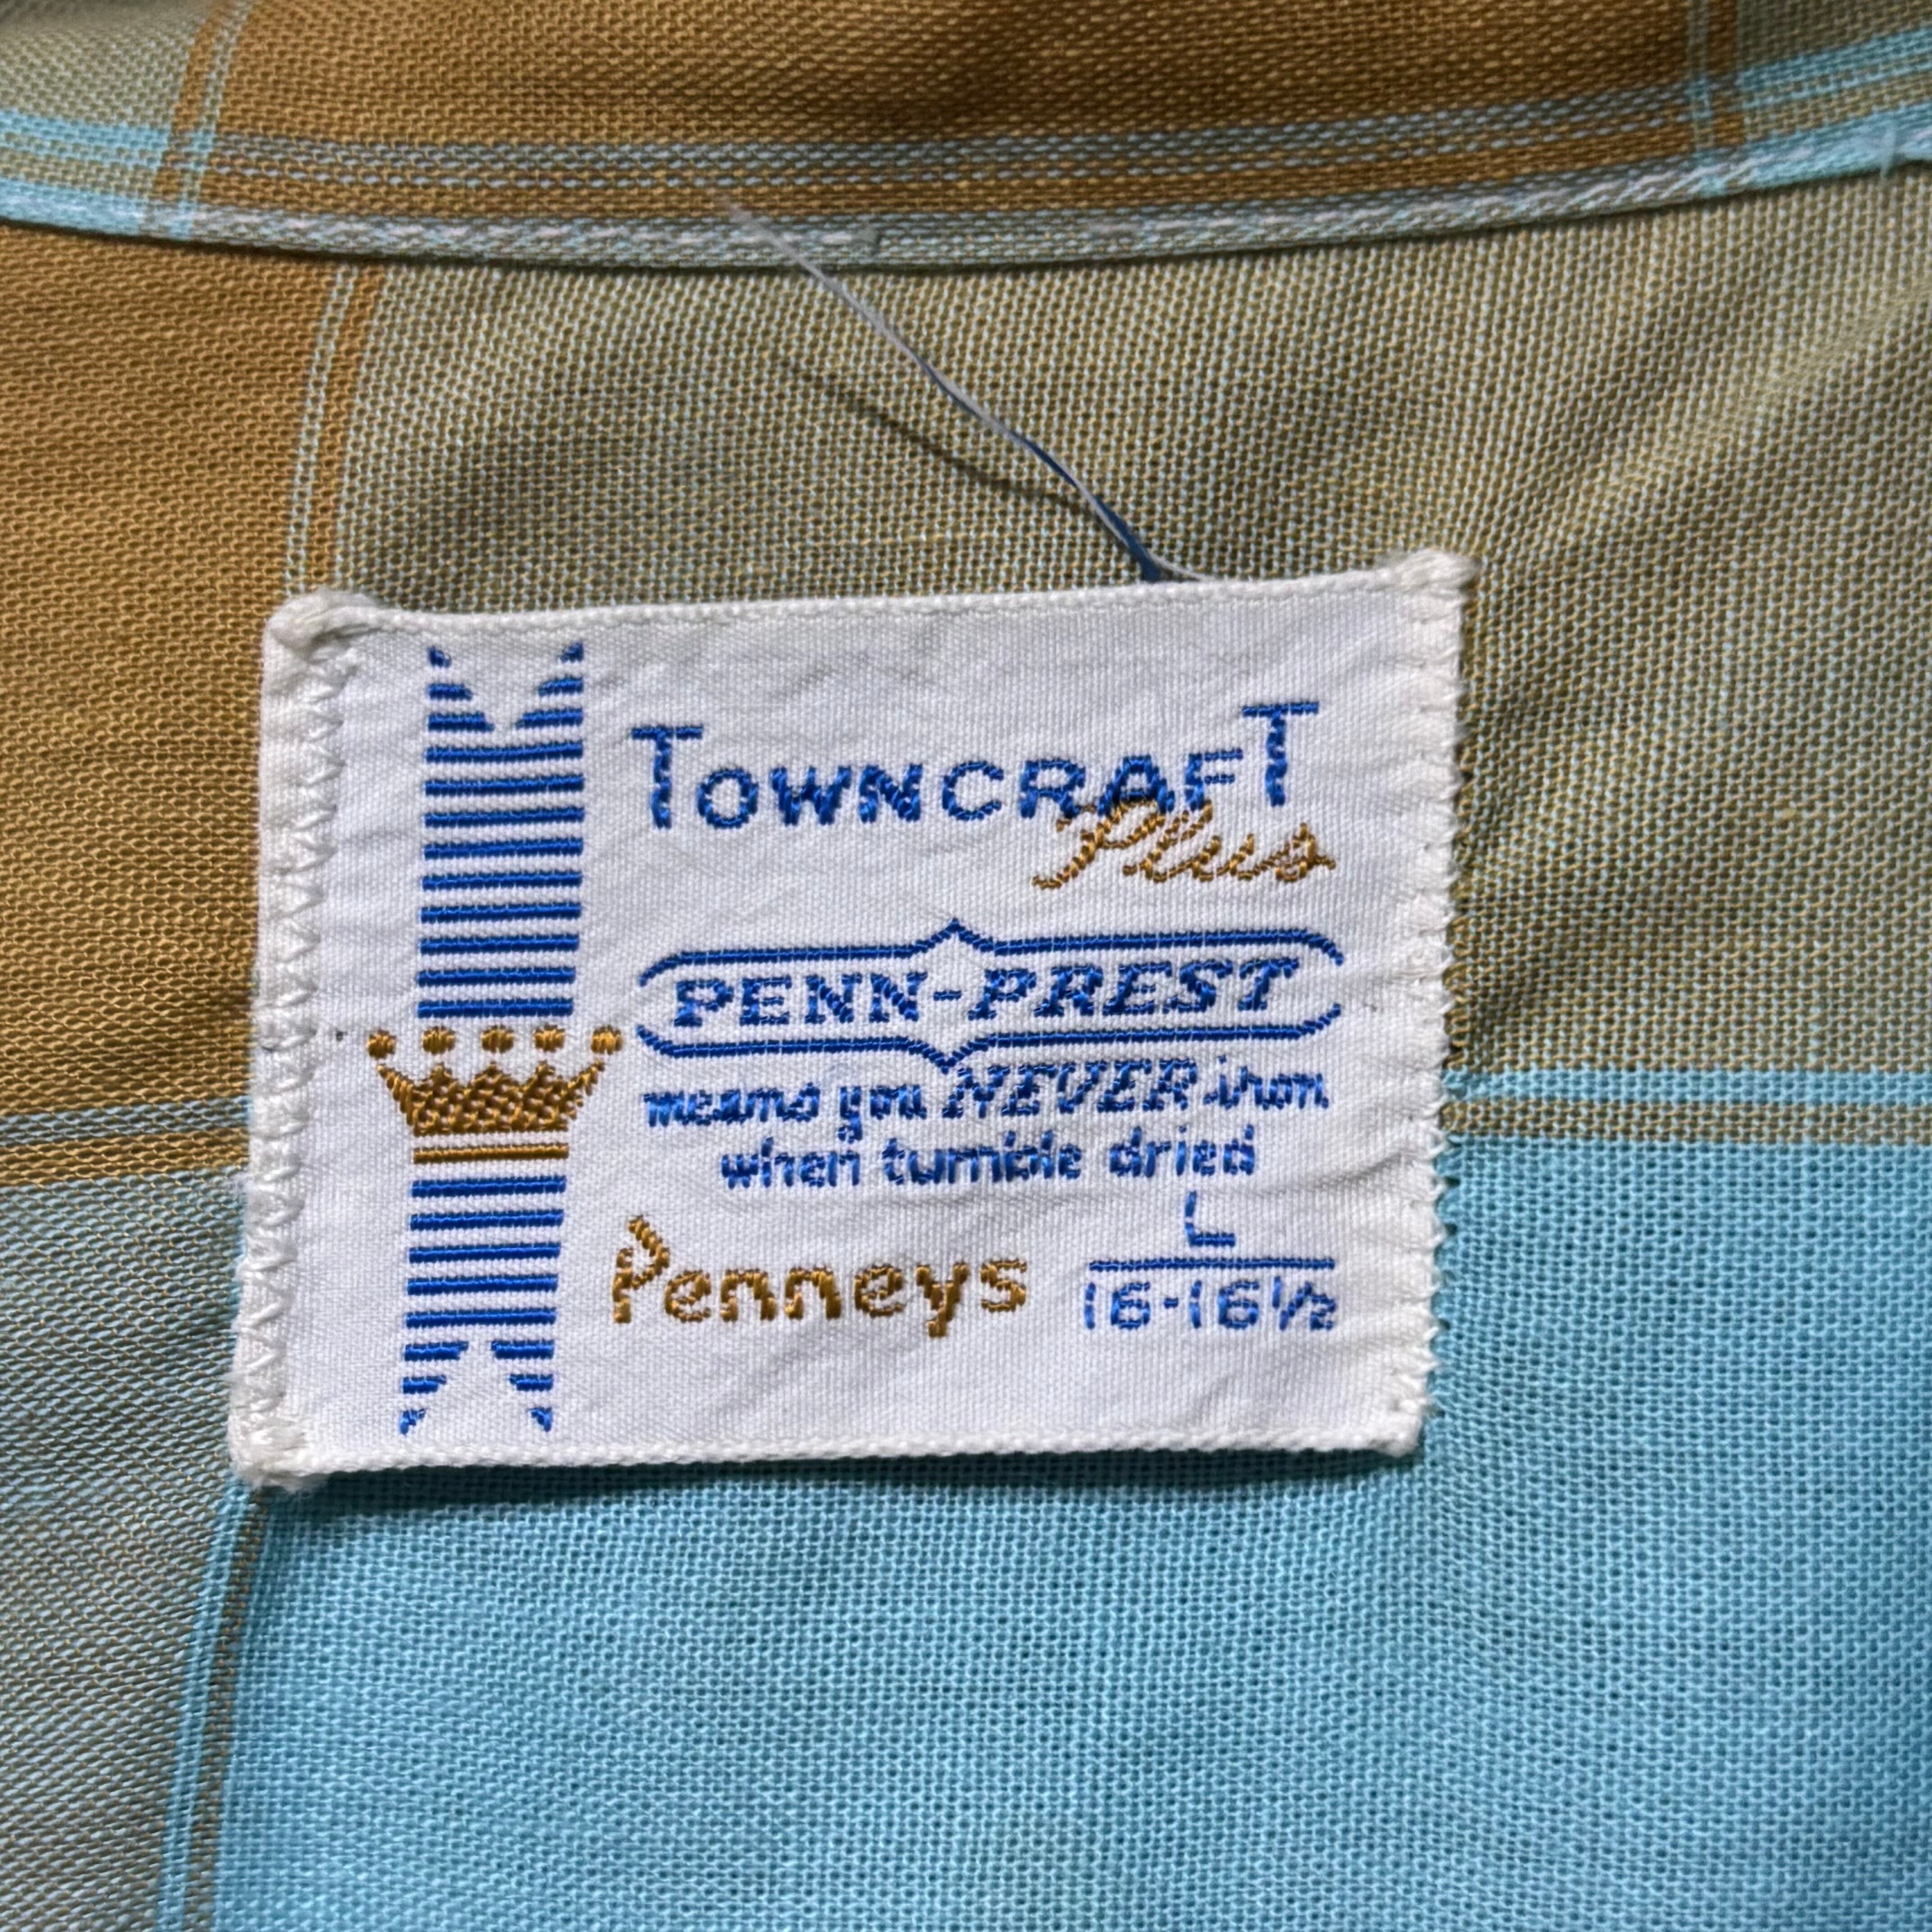 TOWNCRAFT
Plus
PENN-PREST
means you NEVER iron
when tumble dried
Penneys
L
16-16½